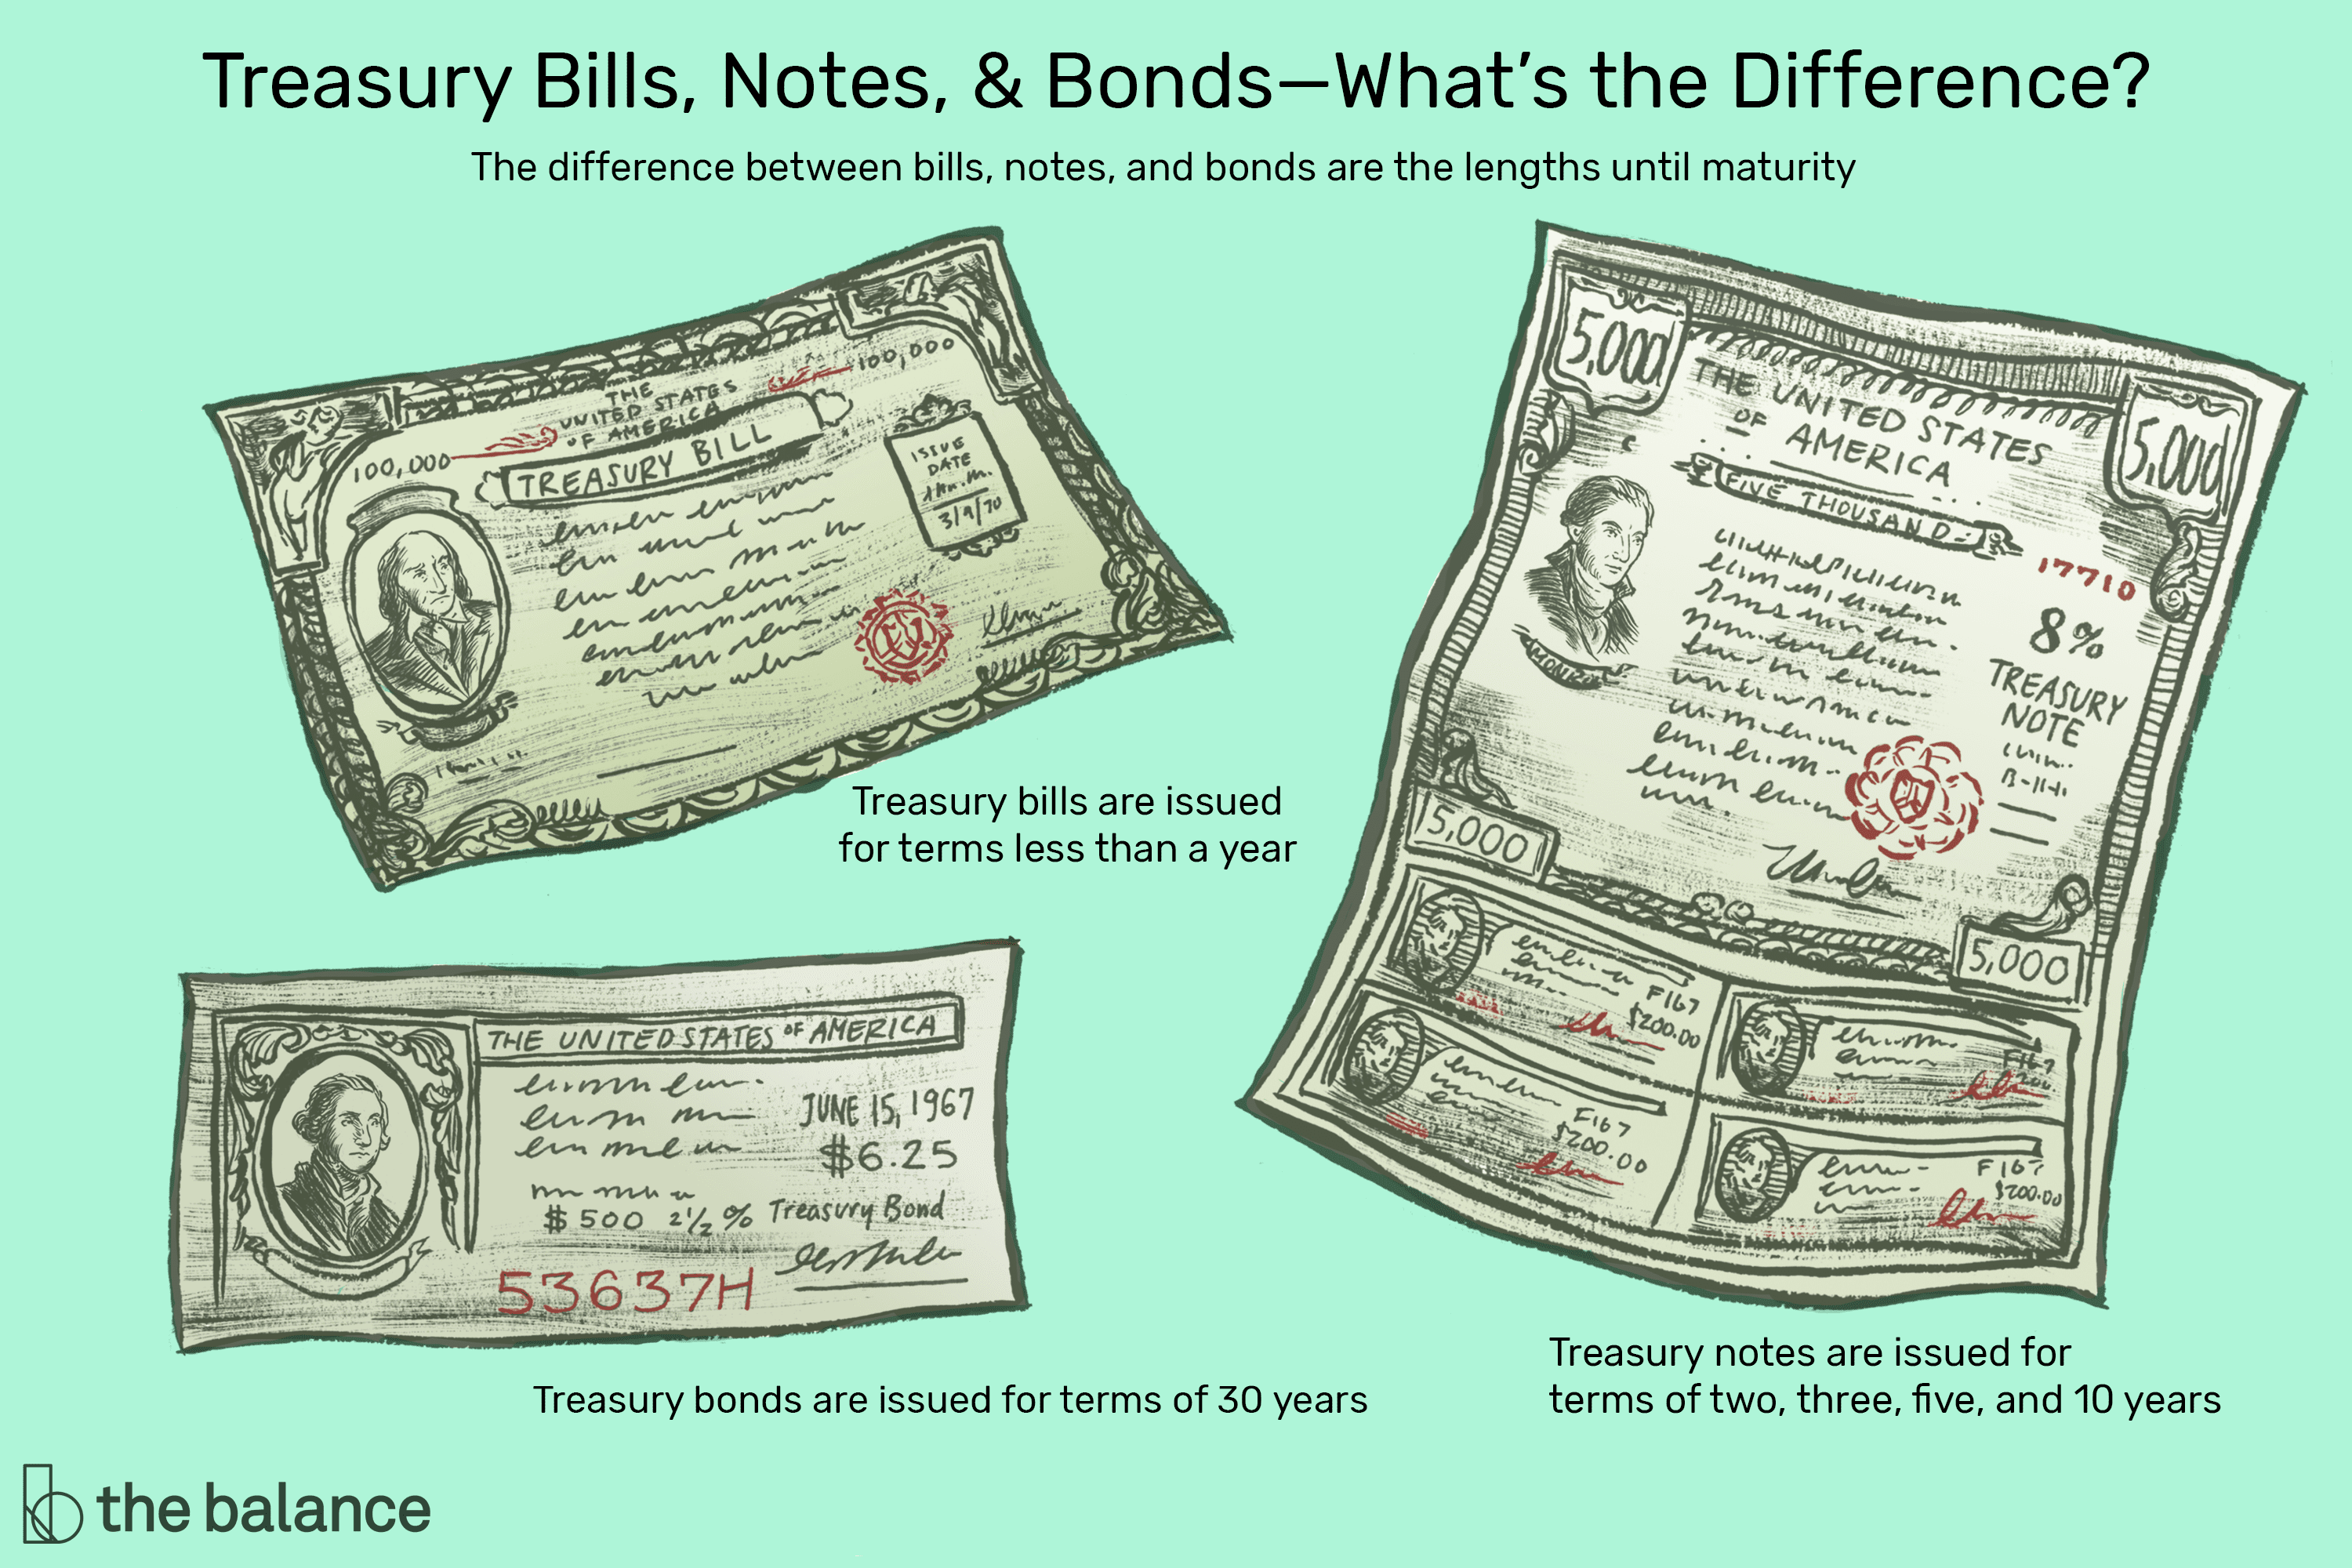 Treasury Bills, Notes, & Bonds—What’s the Difference?
The difference between bills, notes, and bonds are the lengths until maturity
100,000
THE
UNITED STATES
OF AMERICA
100,000
TREASURY BILL
ISSUE
DATE
3/9/70
Treasury bills are issued
for terms less than a year
5,000
5,000
THE UNITED STATES
OF AMERICA
FIVE THOUSAND
17710
8%
TREASURY
NOTE
MONROE
5,000
5,000
F167
$200.00
F167
$200.00
F167
F167
$200.00
Treasury notes are issued for
terms of two, three, five, and 10 years
THE UNITED STATES OF AMERICA
JUNE 15, 1967
$6.25
$500 2½% Treasury Bond
53637H
Treasury bonds are issued for terms of 30 years
the balance